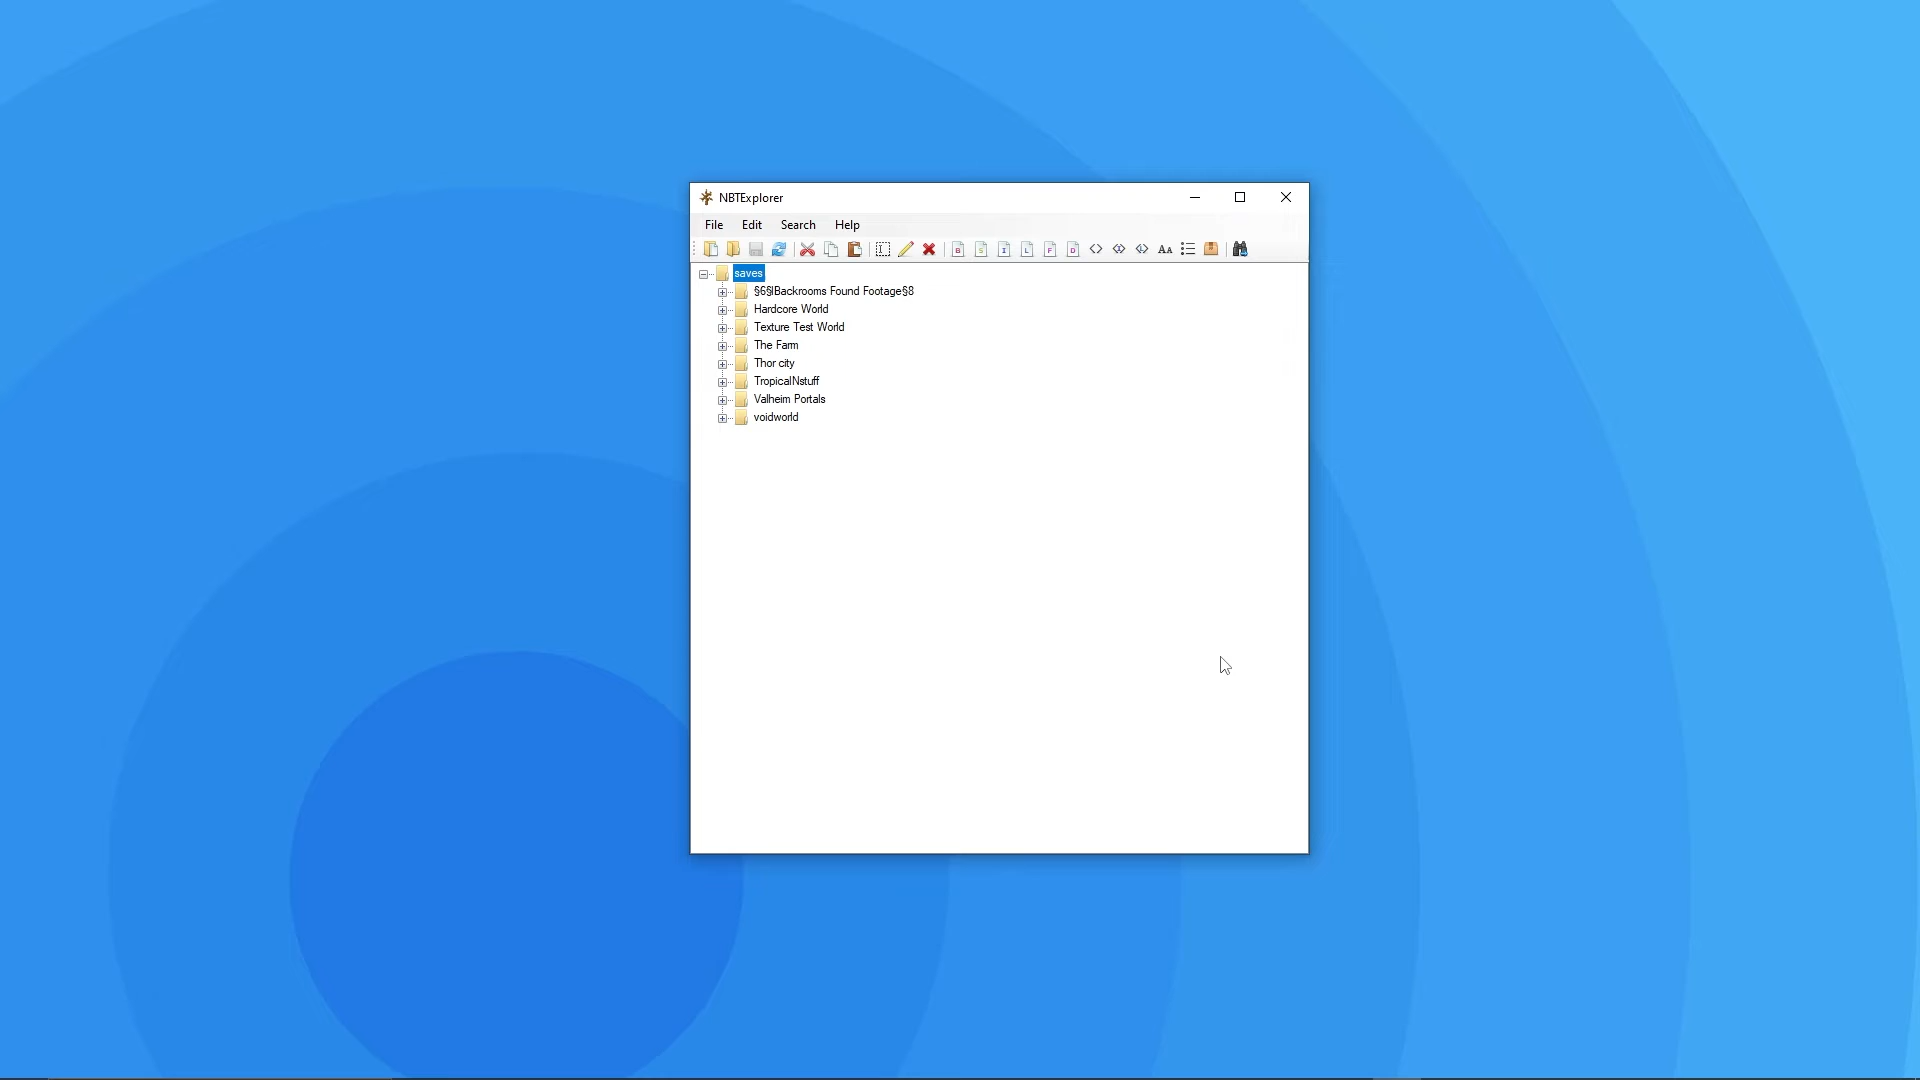 NBTExplorer
File Edit Search Help
B S I L F D AA
saves
§6§lBackrooms Found Footage§8
Hardcore World
Texture Test World
The Farm
Thor city
TropicalNstuff
Valheim Portals
voidworld